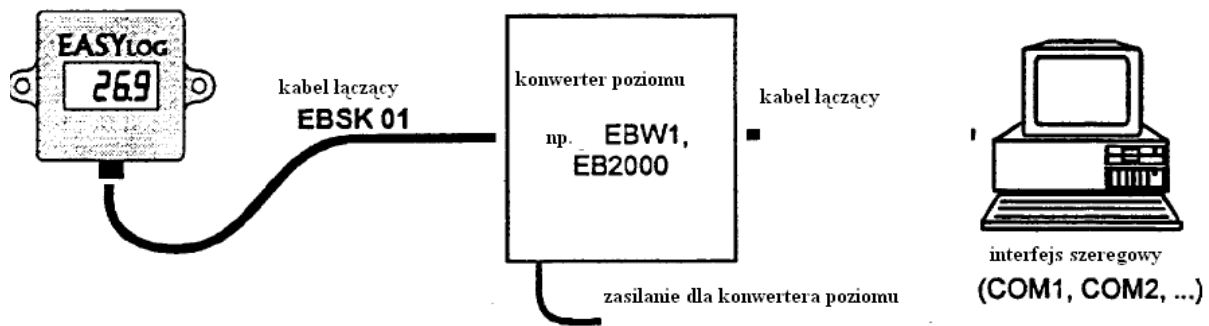 EASYLOG
26.9
kabel łączący
EBSK 01
konwerter poziomu
np. EBW1,
EB2000
kabel łączący
zasilanie dla konwertera poziomu
interfejs szeregowy
(COM1, COM2, ...)